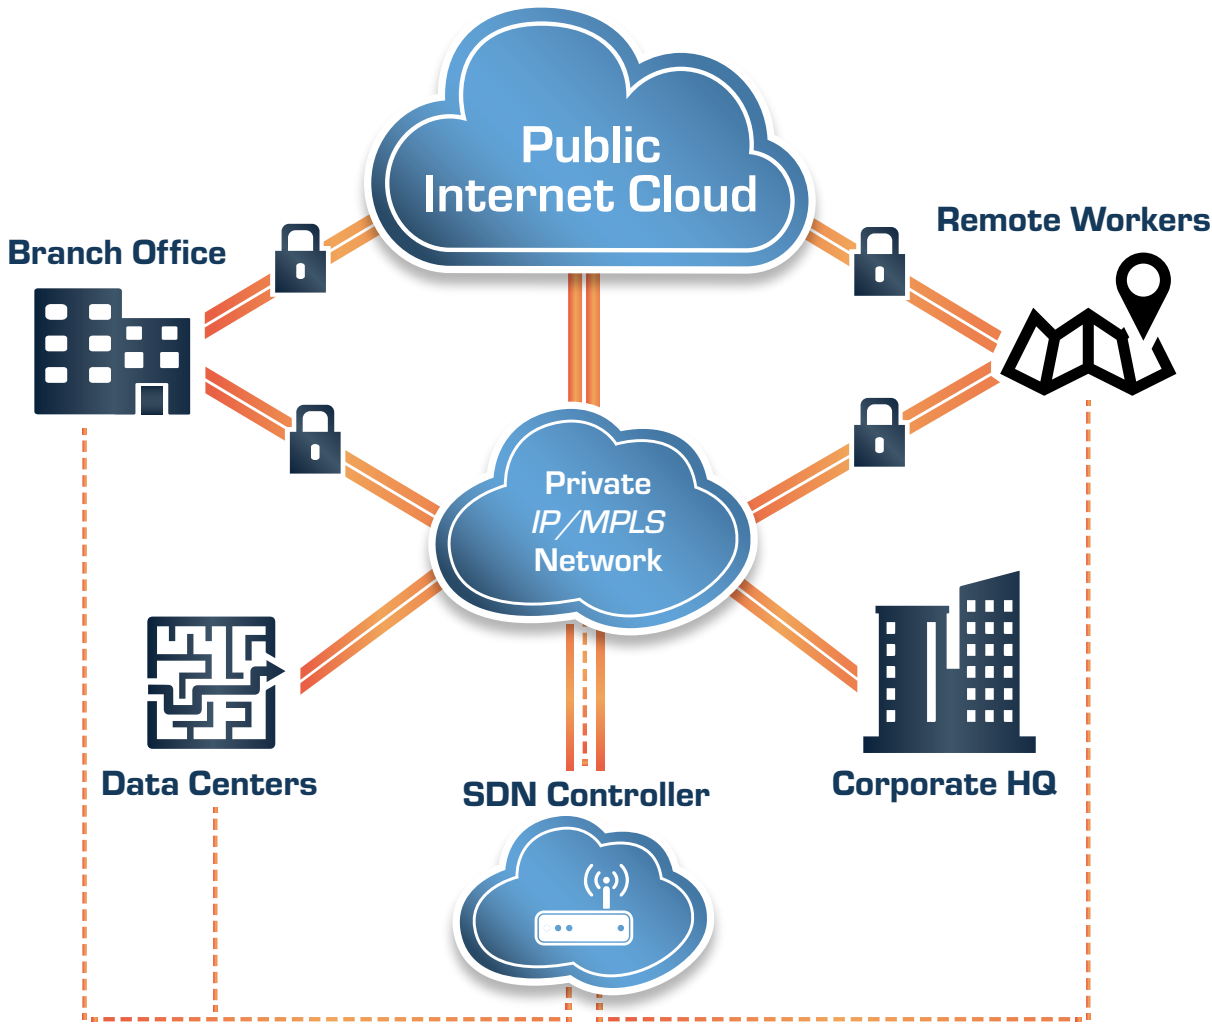 Public
Internet Cloud
Remote Workers
Branch Office
Private
IP/MPLS
Network
Data Centers
SDN Controller
Corporate HQ